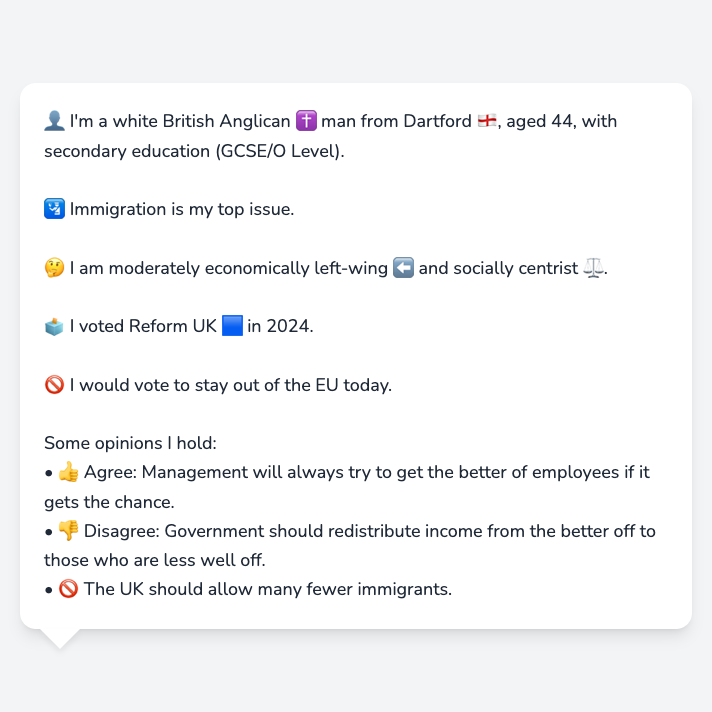 👤 I'm a white British Anglican ✝️ man from Dartford 🏴󠁧󠁢󠁥󠁮󠁧󠁿, aged 44, with
secondary education (GCSE/O Level).
🛂 Immigration is my top issue.
🤔 I am moderately economically left-wing ⬅️ and socially centrist ⚖️.
🗳️ I voted Reform UK 🟦 in 2024.
🚫 I would vote to stay out of the EU today.
Some opinions I hold:
• 👍 Agree: Management will always try to get the better of employees if it
gets the chance.
• 👎 Disagree: Government should redistribute income from the better off to
those who are less well off.
• 🚫 The UK should allow many fewer immigrants.